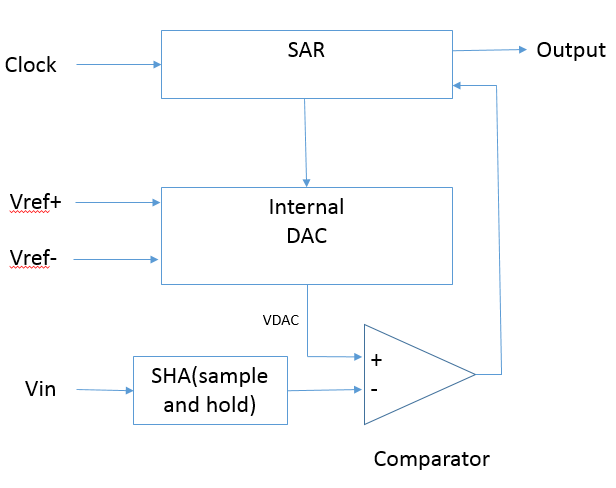 SAR
Output
Clock
Vref+
Internal
DAC
Vref-
VDAC
+
Vin
SHA(sample
and hold)
-
Comparator